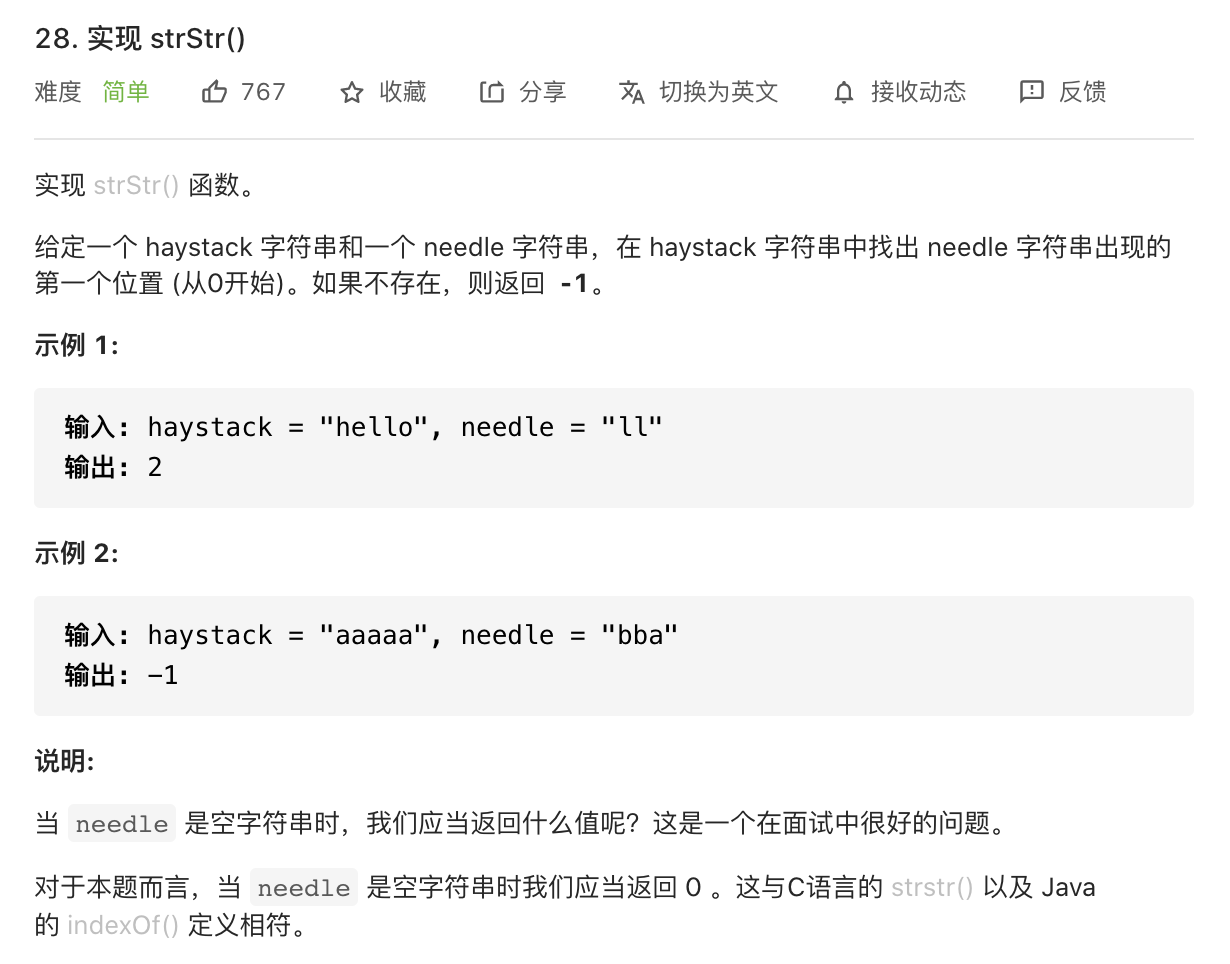 28. 实现 strStr()
难度 简单 767 收藏 分享 切换为英文 接收动态 反馈
实现 strStr() 函数。
给定一个 haystack 字符串和一个 needle 字符串，在 haystack 字符串中找出 needle 字符串出现的
第一个位置 (从0开始)。如果不存在，则返回 -1。
示例 1:
输入: haystack = "hello", needle = "ll"
输出: 2
示例 2:
输入: haystack = "aaaaa", needle = "bba"
输出: -1
说明:
当 needle 是空字符串时，我们应当返回什么值呢？这是一个在面试中很好的问题。
对于本题而言，当 needle 是空字符串时我们应当返回 0 。这与C语言的 strstr() 以及 Java
的 indexOf() 定义相符。